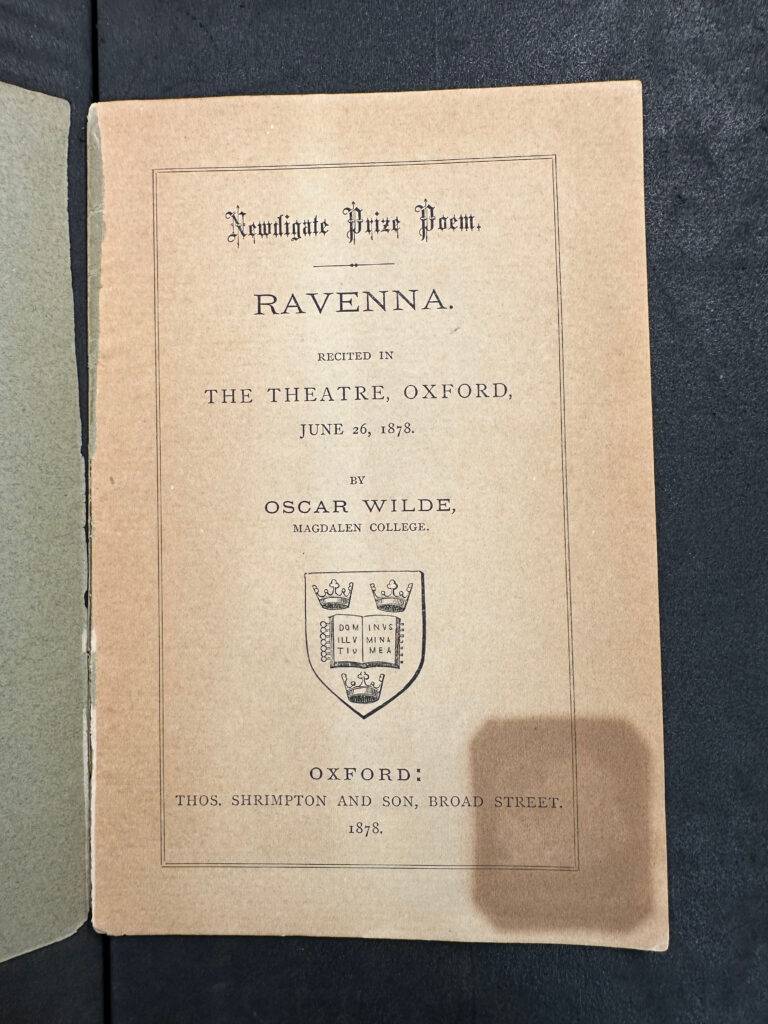 Newdigate Prize Poem.
RAVENNA.
RECITED IN
THE THEATRE, OXFORD,
JUNE 26, 1878.
BY
OSCAR WILDE,
MAGDALEN COLLEGE.
DOM INVS
ILLV MINA
TIO MEA
OXFORD:
THOS. SHRIMPTON AND SON, BROAD STREET.
1878.